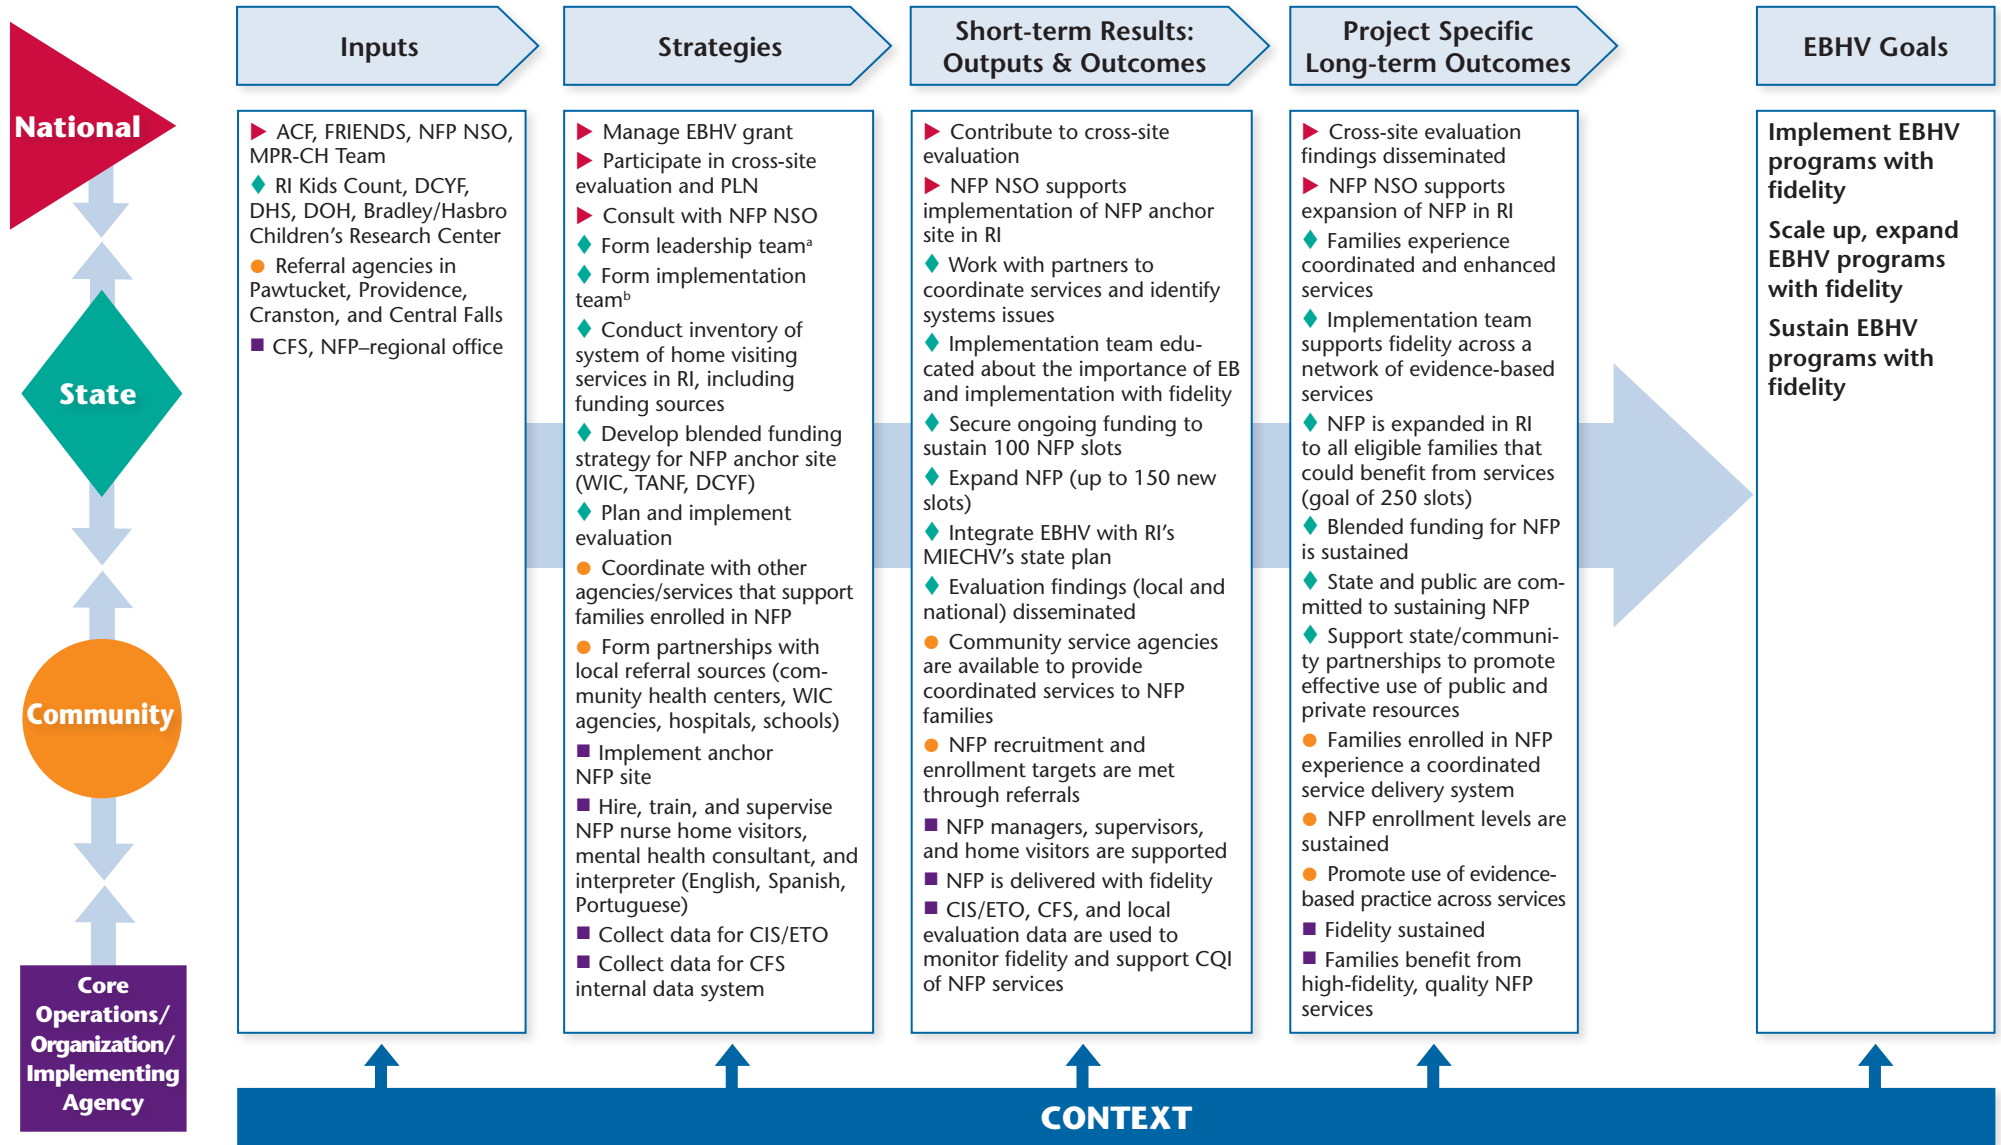 National
State
Community
Core
Operations/
Organization/
Implementing
Agency
Inputs
▶ ACF, FRIENDS, NFP NSO,
MPR-CH Team
◆ RI Kids Count, DCYF,
DHS, DOH, Bradley/Hasbro
Children’s Research Center
● Referral agencies in
Pawtucket, Providence,
Cranston, and Central Falls
■ CFS, NFP–regional office
Strategies
▶ Manage EBHV grant
▶ Participate in cross-site
evaluation and PLN
▶ Consult with NFP NSO
◆ Form leadership teamᵃ
◆ Form implementation
teamᵇ
◆ Conduct inventory of
system of home visiting
services in RI, including
funding sources
◆ Develop blended funding
strategy for NFP anchor site
(WIC, TANF, DCYF)
◆ Plan and implement
evaluation
● Coordinate with other
agencies/services that support
families enrolled in NFP
● Form partnerships with
local referral sources (com-
munity health centers, WIC
agencies, hospitals, schools)
■ Implement anchor
NFP site
■ Hire, train, and supervise
NFP nurse home visitors,
mental health consultant, and
interpreter (English, Spanish,
Portuguese)
■ Collect data for CIS/ETO
■ Collect data for CFS
internal data system
Short-term Results:
Outputs & Outcomes
▶ Contribute to cross-site
evaluation
▶ NFP NSO supports
implementation of NFP anchor
site in RI
◆ Work with partners to
coordinate services and identify
systems issues
◆ Implementation team edu-
cated about the importance of EB
and implementation with fidelity
◆ Secure ongoing funding to
sustain 100 NFP slots
◆ Expand NFP (up to 150 new
slots)
◆ Integrate EBHV with RI’s
MIECHV’s state plan
◆ Evaluation findings (local and
national) disseminated
● Community service agencies
are available to provide
coordinated services to NFP
families
● NFP recruitment and
enrollment targets are met
through referrals
■ NFP managers, supervisors,
and home visitors are supported
■ NFP is delivered with fidelity
■ CIS/ETO, CFS, and local
evaluation data are used to
monitor fidelity and support CQI
of NFP services
Project Specific
Long-term Outcomes
▶ Cross-site evaluation
findings disseminated
▶ NFP NSO supports
expansion of NFP in RI
◆ Families experience
coordinated and enhanced
services
◆ Implementation team
supports fidelity across a
network of evidence-based
services
◆ NFP is expanded in RI
to all eligible families that
could benefit from services
(goal of 250 slots)
◆ Blended funding for NFP
is sustained
◆ State and public are com-
mitted to sustaining NFP
◆ Support state/communi-
ty partnerships to promote
effective use of public and
private resources
● Families enrolled in NFP
experience a coordinated
service delivery system
● NFP enrollment levels are
sustained
● Promote use of evidence-
based practice across services
■ Fidelity sustained
■ Families benefit from
high-fidelity, quality NFP
services
EBHV Goals
Implement EBHV
programs with
fidelity
Scale up, expand
EBHV programs
with fidelity
Sustain EBHV
programs with
fidelity
CONTEXT